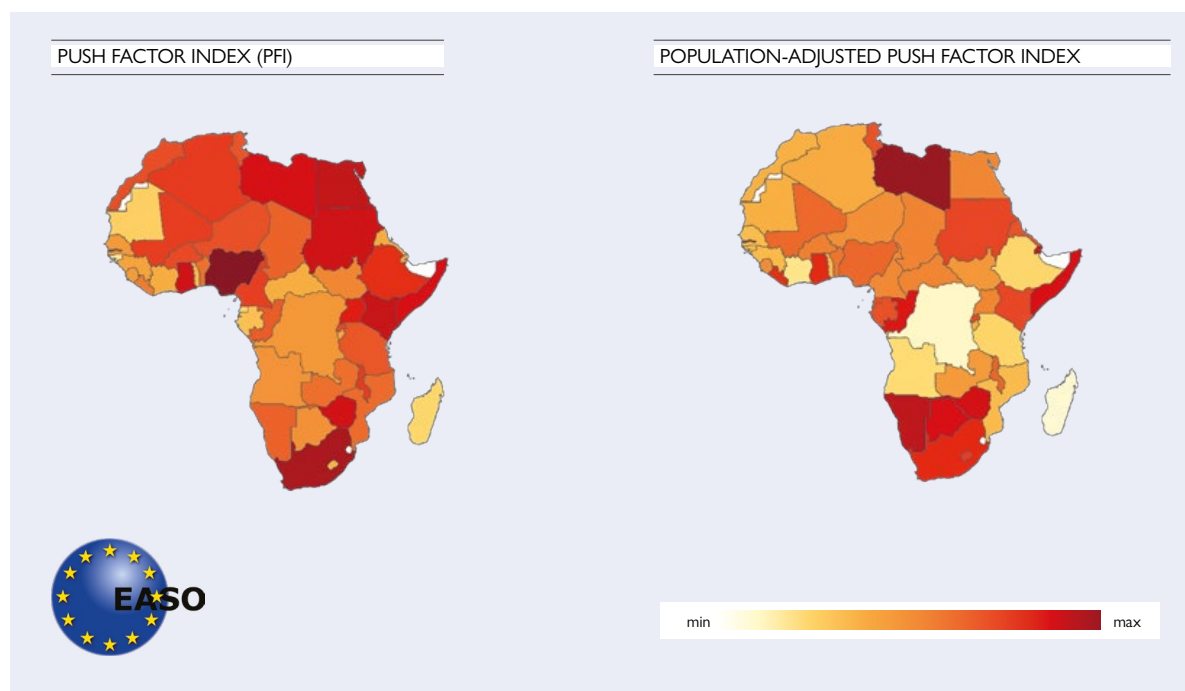 PUSH FACTOR INDEX (PFI)
POPULATION-ADJUSTED PUSH FACTOR INDEX
EASO
min
max